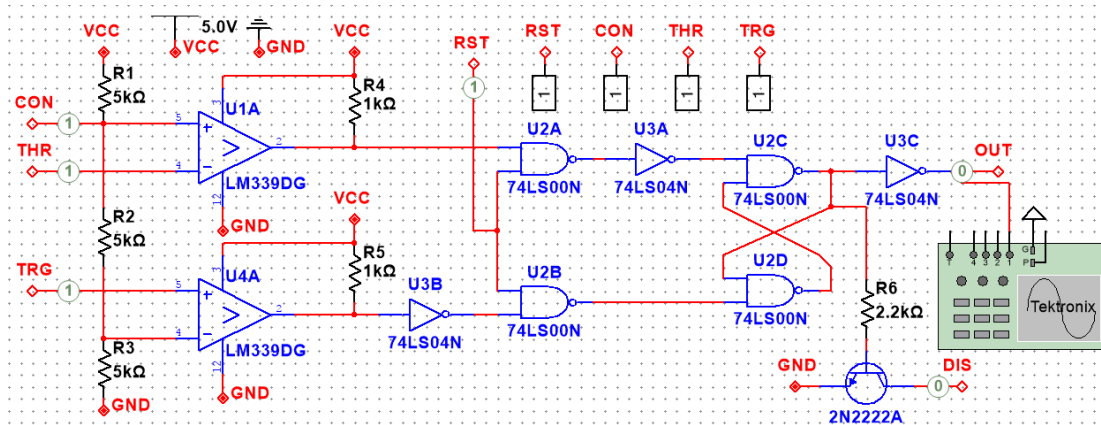 5.0V
VCC
VCC
GND
VCC
RST
RST
CON
THR
TRG
R1
5kΩ
CON
1
THR
1
5
4
+
−
3
U1A
>
2
12
LM339DG
GND
R4
1kΩ
1
1
1
1
1
U2A
74LS00N
U3A
74LS04N
U2C
74LS00N
U3C
74LS04N
0
OUT
R2
5kΩ
VCC
R5
1kΩ
TRG
1
5
4
+
−
3
U4A
>
2
12
LM339DG
GND
U3B
74LS04N
U2B
74LS00N
U2D
74LS00N
R6
2.2kΩ
G
P
T
4
3
2
1
Tektronix
R3
5kΩ
GND
GND
0
DIS
2N2222A